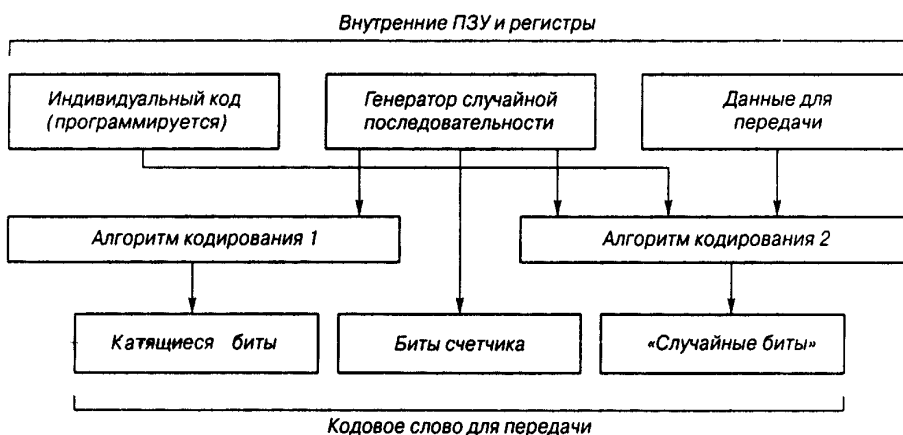 Внутренние ПЗУ и регистры
Индивидуальный код
(программируется)
Генератор случайной
последовательности
Данные для
передачи
Алгоритм кодирования 1
Алгоритм кодирования 2
Катящиеся биты
Биты счетчика
«Случайные биты»
Кодовое слово для передачи